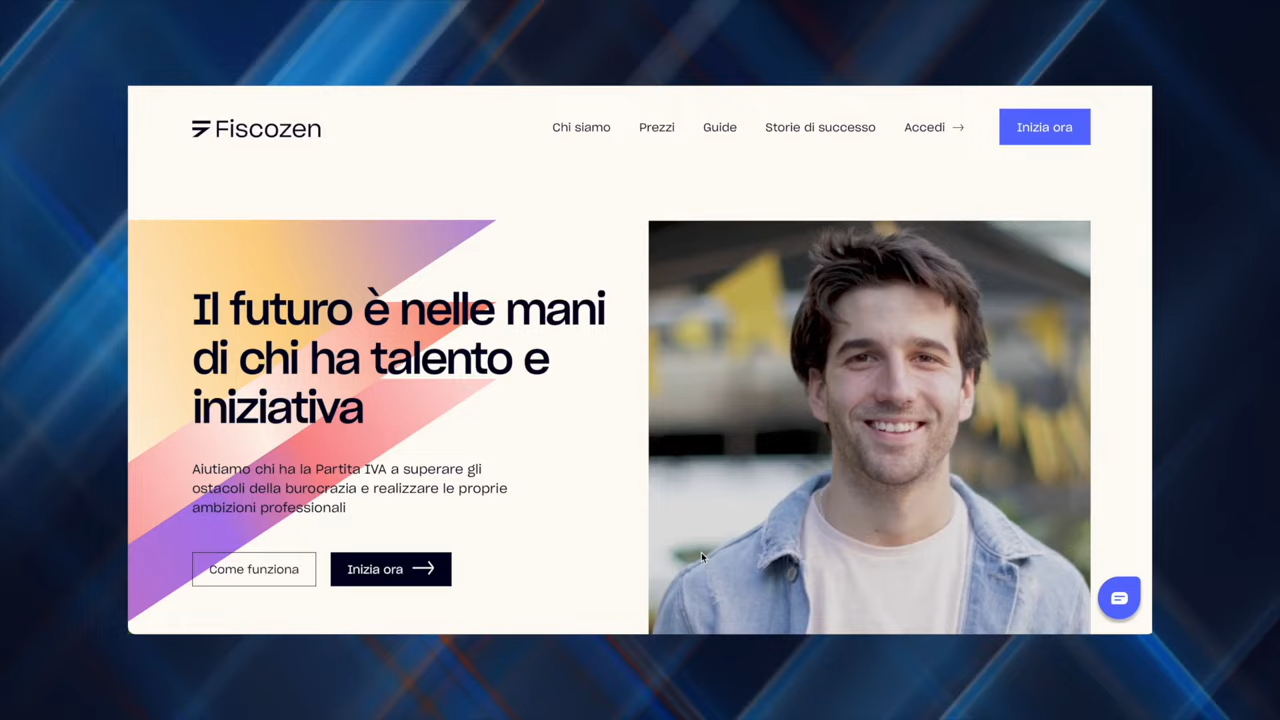 Fiscozen
Chi siamo
Prezzi
Guide
Storie di successo
Accedi →
Inizia ora
Il futuro è nelle mani
di chi ha talento e
iniziativa
Aiutiamo chi ha la Partita IVA a superare gli
ostacoli della burocrazia e realizzare le proprie
ambizioni professionali
Come funziona
Inizia ora →